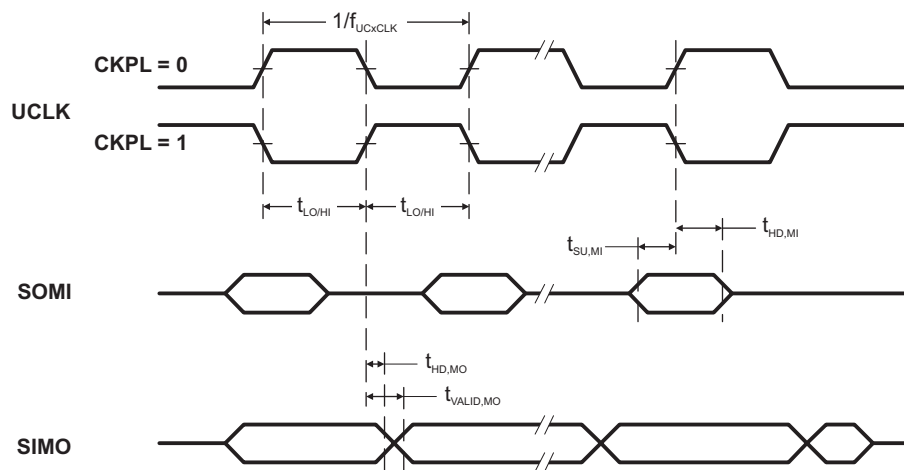 1/fUCxCLK
CKPL = 0
UCLK
CKPL = 1
tLO/HI
tLO/HI
tSU,MI
tHD,MI
SOMI
tHD,MO
tVALID,MO
SIMO